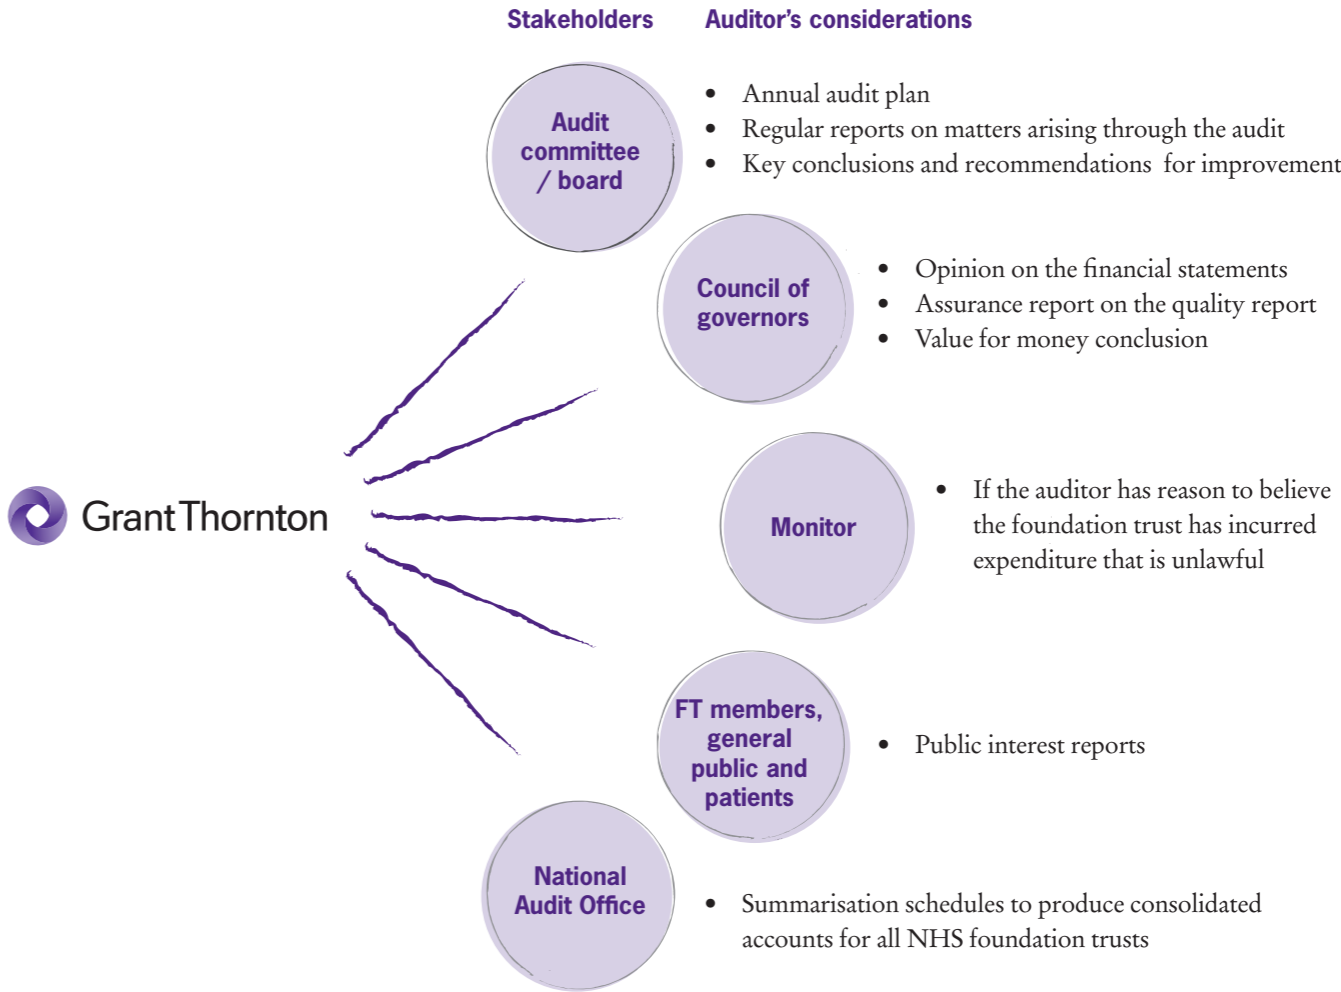 Stakeholders
Auditor’s considerations
Audit
committee
/ board
• Annual audit plan
• Regular reports on matters arising through the audit
• Key conclusions and recommendations for improvement
Council of
governors
• Opinion on the financial statements
• Assurance report on the quality report
• Value for money conclusion
Grant Thornton
Monitor
• If the auditor has reason to believe
the foundation trust has incurred
expenditure that is unlawful
FT members,
general
public and
patients
• Public interest reports
National
Audit Office
• Summarisation schedules to produce consolidated
accounts for all NHS foundation trusts